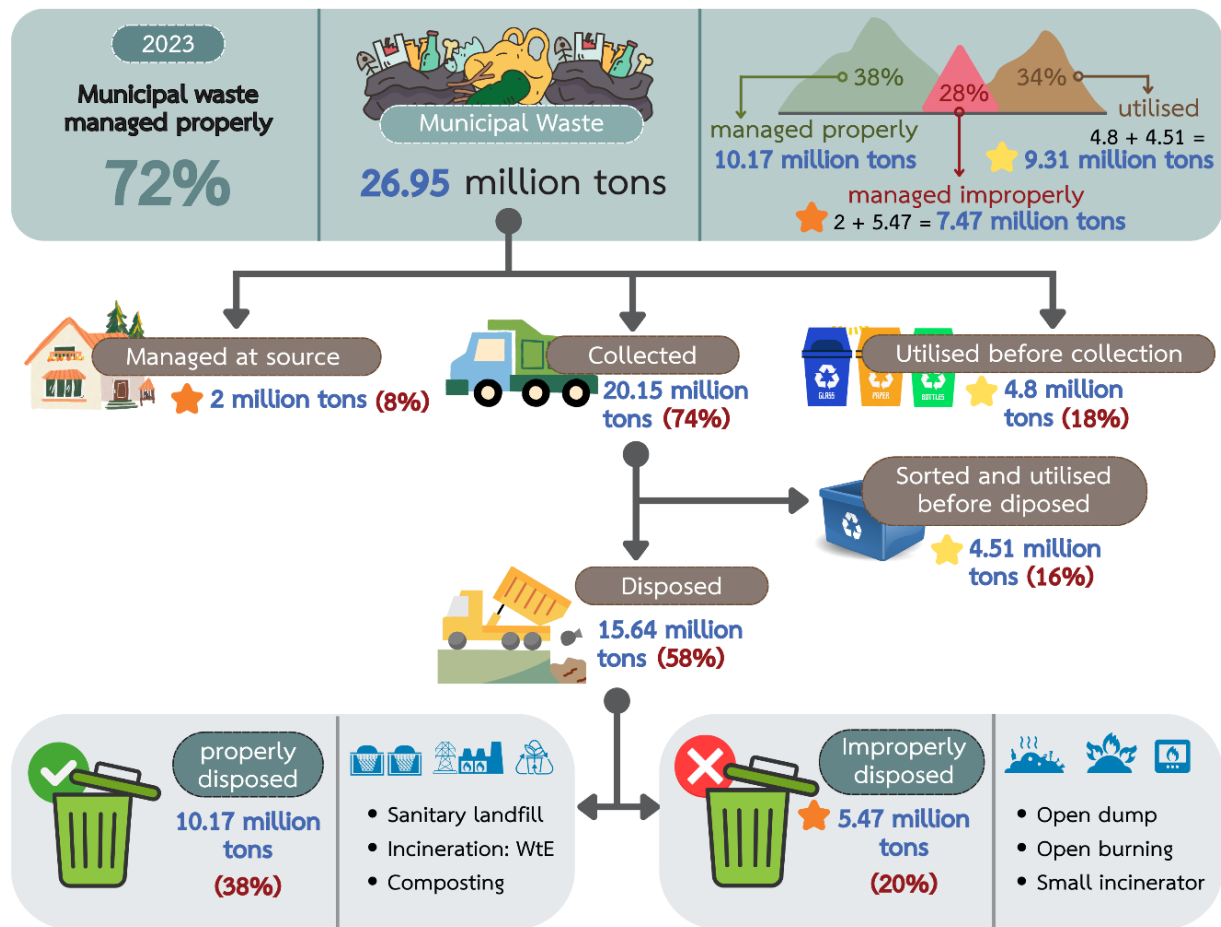 2023
Municipal waste
managed properly
72%
Municipal Waste
26.95 million tons
38%
28%
34%
managed properly
10.17 million tons
utilised
4.8 + 4.51 =
9.31 million tons
managed improperly
2 + 5.47 = 7.47 million tons
Managed at source
2 million tons (8%)
Collected
20.15 million
tons (74%)
GLASS
PAPER
BOTTLES
Utilised before collection
4.8 million
tons (18%)
Sorted and utilised
before diposed
4.51 million
tons (16%)
Disposed
15.64 million
tons (58%)
properly
disposed
10.17 million
tons
(38%)
• Sanitary landfill
• Incineration: WtE
• Composting
Improperly
disposed
5.47 million
tons
(20%)
• Open dump
• Open burning
• Small incinerator